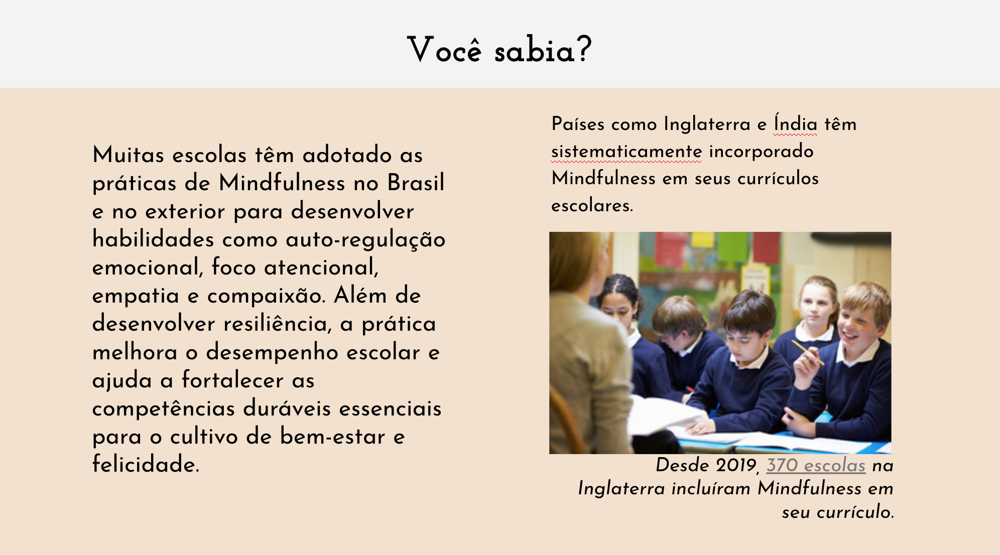 Você sabia?
Muitas escolas têm adotado as
práticas de Mindfulness no Brasil
e no exterior para desenvolver
habilidades como auto-regulação
emocional, foco atencional,
empatia e compaixão. Além de
desenvolver resiliência, a prática
melhora o desempenho escolar e
ajuda a fortalecer as
competências duráveis essenciais
para o cultivo de bem-estar e
felicidade.
Países como Inglaterra e Índia têm
sistematicamente incorporado
Mindfulness em seus currículos
escolares.
Desde 2019, 370 escolas na
Inglaterra incluíram Mindfulness em
seu currículo.